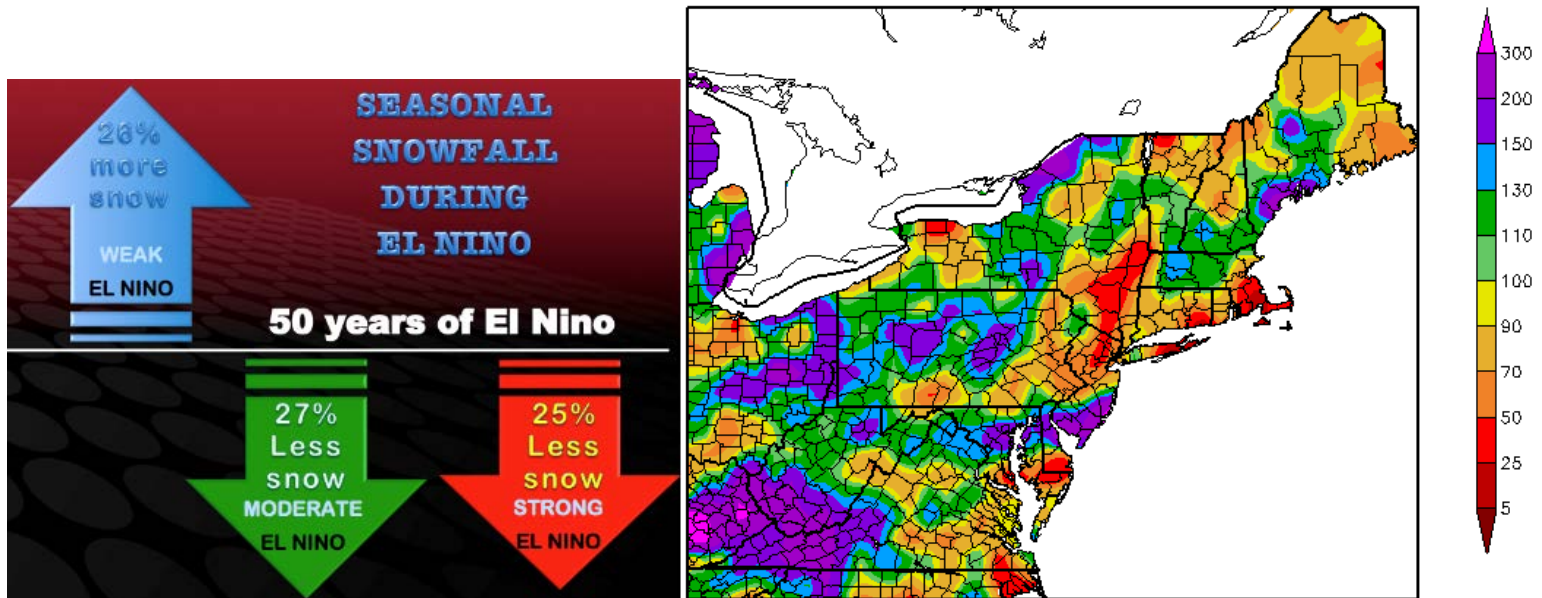 SEASONAL
SNOWFALL
DURING
EL NINO
26%
more
snow
WEAK
EL NINO
50 years of El Nino
27%
Less
snow
MODERATE
EL NINO
25%
Less
snow
STRONG
EL NINO
300
200
150
130
110
100
90
70
50
25
5